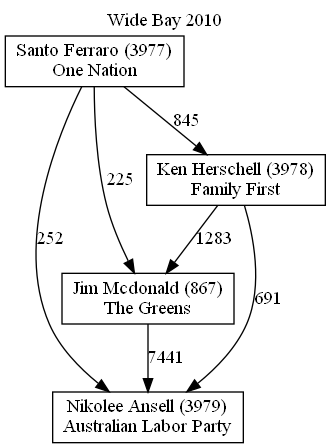 Wide Bay 2010
Santo Ferraro (3977)
One Nation
845
Ken Herschell (3978)
Family First
225
252
1283
691
Jim Mcdonald (867)
The Greens
7441
Nikolee Ansell (3979)
Australian Labor Party